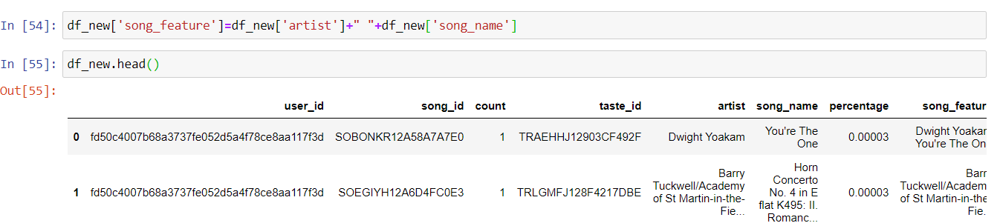 In [54]: df_new['song_feature']=df_new['artist']+" "+df_new['song_name']
In [55]: df_new.head()
Out[55]:
user_id song_id count taste_id artist song_name percentage song_featur
0 fd50c4007b68a3737fe052d5a4f78ce8aa117f3d SOBONKR12A58A7A7E0 1 TRAEHHJ12903CF492F Dwight Yoakam You're The One 0.00003 Dwight Yoakar You're The On
1 fd50c4007b68a3737fe052d5a4f78ce8aa117f3d SOEGIYH12A6D4FC0E3 1 TRLGMFJ128F4217DBE Barry Tuckwell/Academy of St Martin-in-the-Fie... Horn Concerto No. 4 in E flat K495: II. Romanc... 0.00003 Barr Tuckwell/Academ of St Martin-in-the Fie.